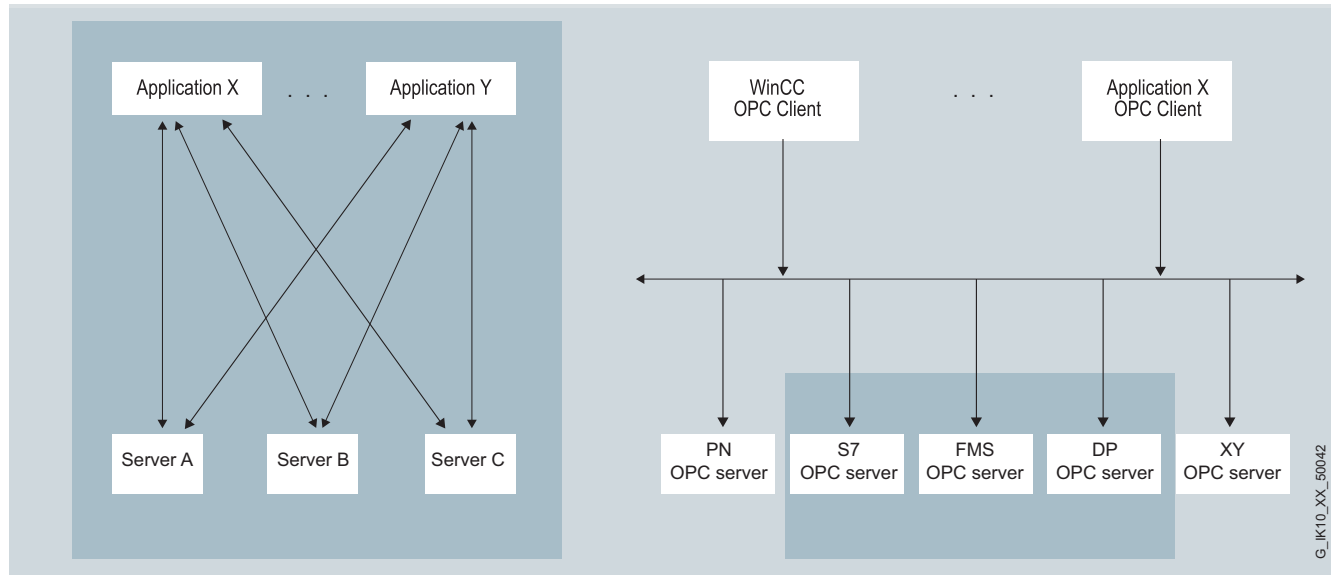 Application X
. . .
Application Y
WinCC
OPC Client
. . .
Application X
OPC Client
Server A
Server B
Server C
PN
OPC server
S7
OPC server
FMS
OPC server
DP
OPC server
XY
OPC server
G_IK10_XX_50042